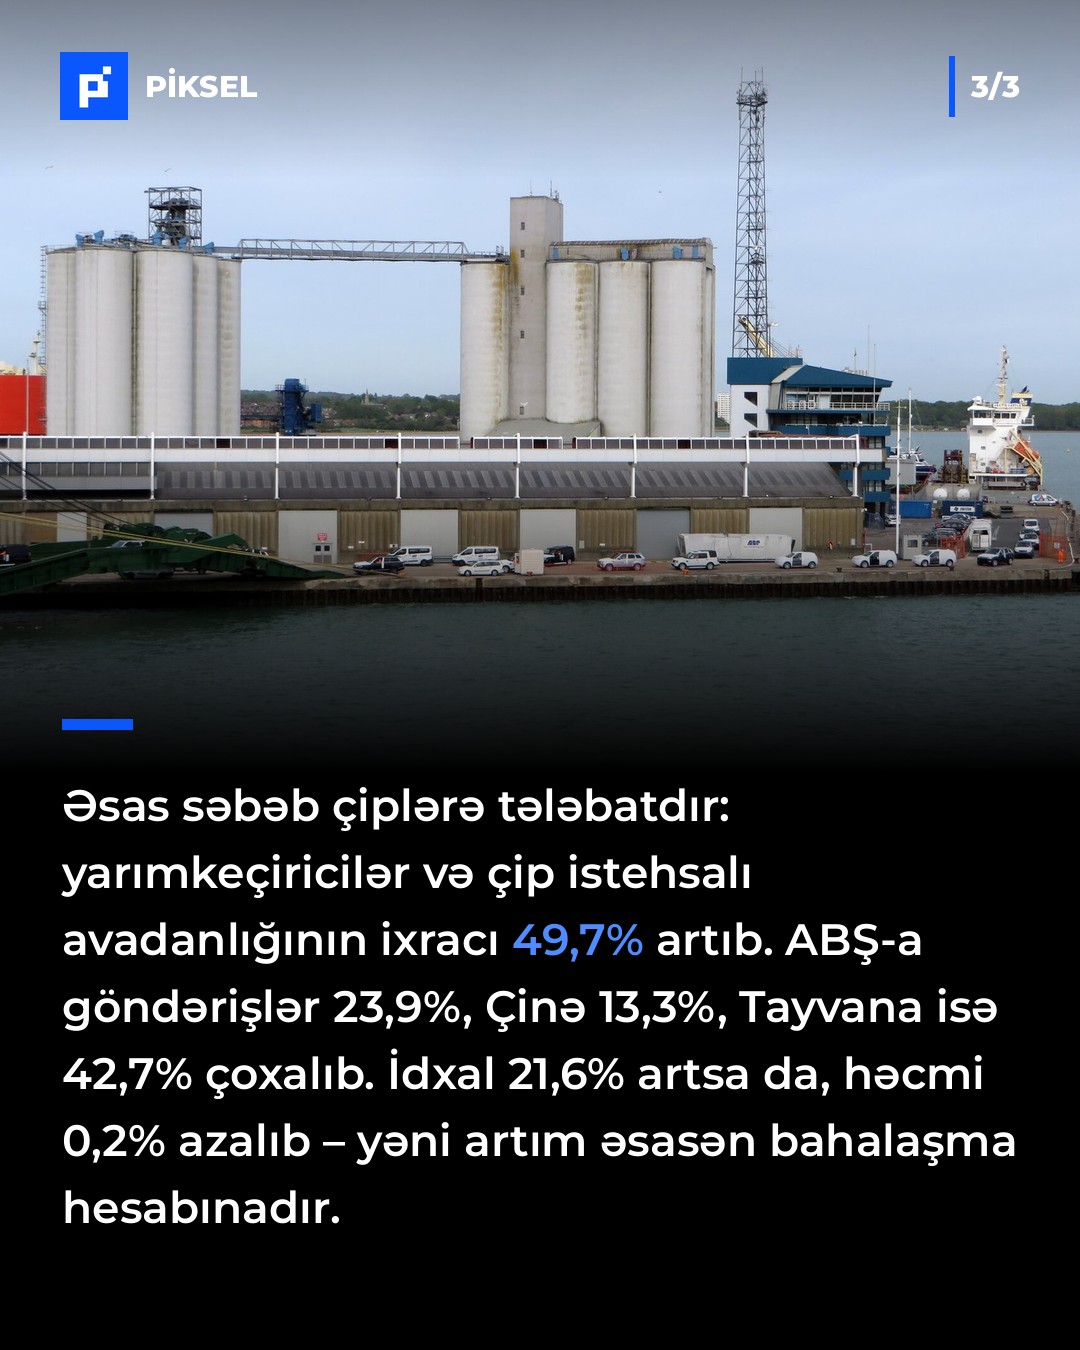 PİKSEL
3/3
Əsas səbəb çiplərə tələbatdır:
yarımkeçiricilər və çip istehsalı
avadanlığının ixracı 49,7% artıb. ABŞ-a
göndərişlər 23,9%, Çinə 13,3%, Tayvana isə
42,7% çoxalıb. İdxal 21,6% artsa da, həcmi
0,2% azalıb – yəni artım əsasən bahalaşma
hesabınadır.